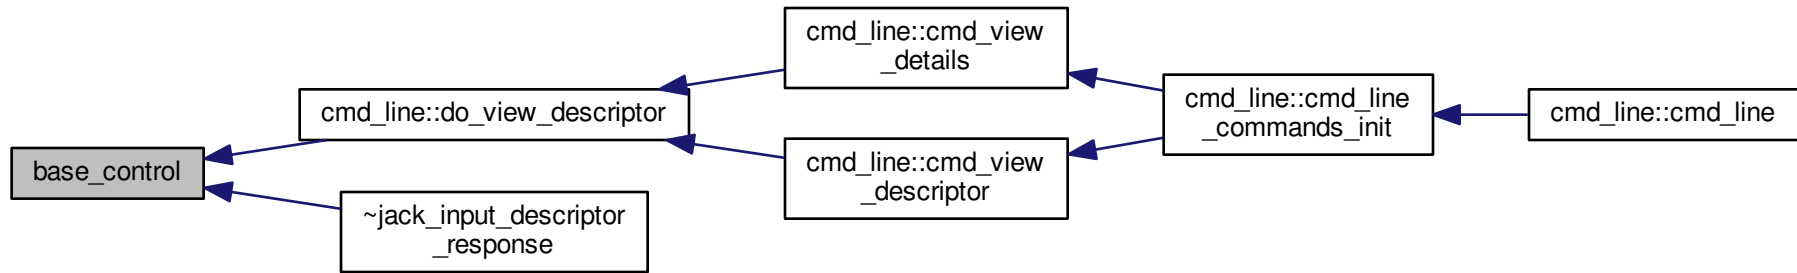 base_control
cmd_line::do_view_descriptor
~jack_input_descriptor
_response
cmd_line::cmd_view
_details
cmd_line::cmd_view
_descriptor
cmd_line::cmd_line
_commands_init
cmd_line::cmd_line